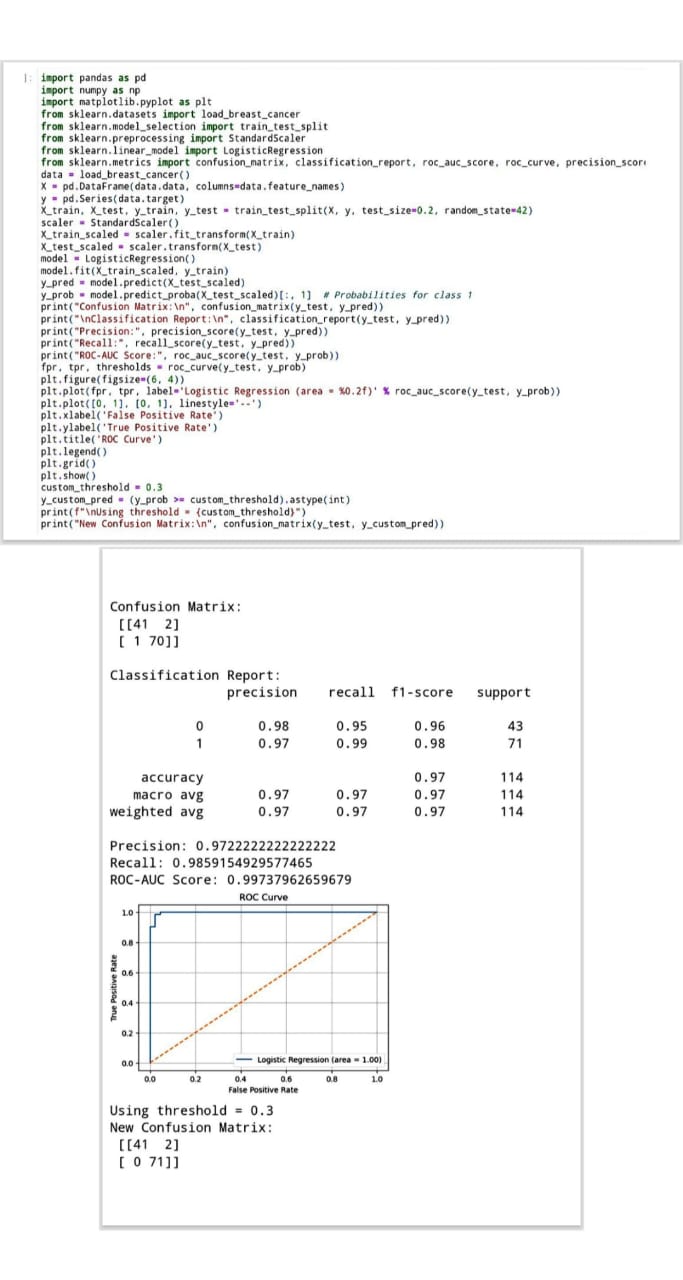 ]: import pandas as pd
import numpy as np
import matplotlib.pyplot as plt
from sklearn.datasets import load_breast_cancer
from sklearn.model_selection import train_test_split
from sklearn.preprocessing import StandardScaler
from sklearn.linear_model import LogisticRegression
from sklearn.metrics import confusion_matrix, classification_report, roc_auc_score, roc_curve, precision_score
data = load_breast_cancer()
X = pd.DataFrame(data.data, columns=data.feature_names)
y = pd.Series(data.target)
X_train, X_test, y_train, y_test = train_test_split(X, y, test_size=0.2, random_state=42)
scaler = StandardScaler()
X_train_scaled = scaler.fit_transform(X_train)
X_test_scaled = scaler.transform(X_test)
model = LogisticRegression()
model.fit(X_train_scaled, y_train)
y_pred = model.predict(X_test_scaled)
y_prob = model.predict_proba(X_test_scaled)[:, 1] # Probabilities for class 1
print("Confusion Matrix:\n", confusion_matrix(y_test, y_pred))
print("\nClassification Report:\n", classification_report(y_test, y_pred))
print("Precision:", precision_score(y_test, y_pred))
print("Recall:", recall_score(y_test, y_pred))
print("ROC-AUC Score:", roc_auc_score(y_test, y_prob))
fpr, tpr, thresholds = roc_curve(y_test, y_prob)
plt.figure(figsize=(6, 4))
plt.plot(fpr, tpr, label='Logistic Regression (area = %0.2f)' % roc_auc_score(y_test, y_prob))
plt.plot([0, 1], [0, 1], linestyle='--')
plt.xlabel('False Positive Rate')
plt.ylabel('True Positive Rate')
plt.title('ROC Curve')
plt.legend()
plt.grid()
plt.show()
custom_threshold = 0.3
y_custom_pred = (y_prob >= custom_threshold).astype(int)
print(f"\nUsing threshold = {custom_threshold}")
print("New Confusion Matrix:\n", confusion_matrix(y_test, y_custom_pred))
Confusion Matrix:
[[41 2]
[ 1 70]]
Classification Report:
precision recall f1-score support
0 0.98 0.95 0.96 43
1 0.97 0.99 0.98 71
accuracy 0.97 114
macro avg 0.97 0.97 0.97 114
weighted avg 0.97 0.97 0.97 114
Precision: 0.9722222222222222
Recall: 0.9859154929577465
ROC-AUC Score: 0.99737962659679
ROC Curve
1.0
0.8
0.6
0.4
0.2
0.0
True Positive Rate
Logistic Regression (area = 1.00)
0.0 0.2 0.4 0.6 0.8 1.0
False Positive Rate
Using threshold = 0.3
New Confusion Matrix:
[[41 2]
[ 0 71]]